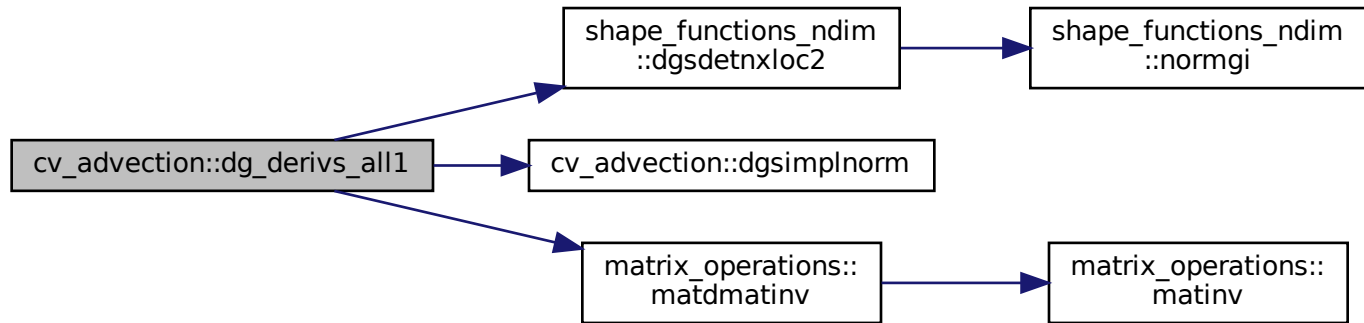 shape_functions_ndim
::dgsdetnxloc2
shape_functions_ndim
::normgi
cv_advection::dg_derivs_all1
cv_advection::dgsimplnorm
matrix_operations::
matdmatinv
matrix_operations::
matinv